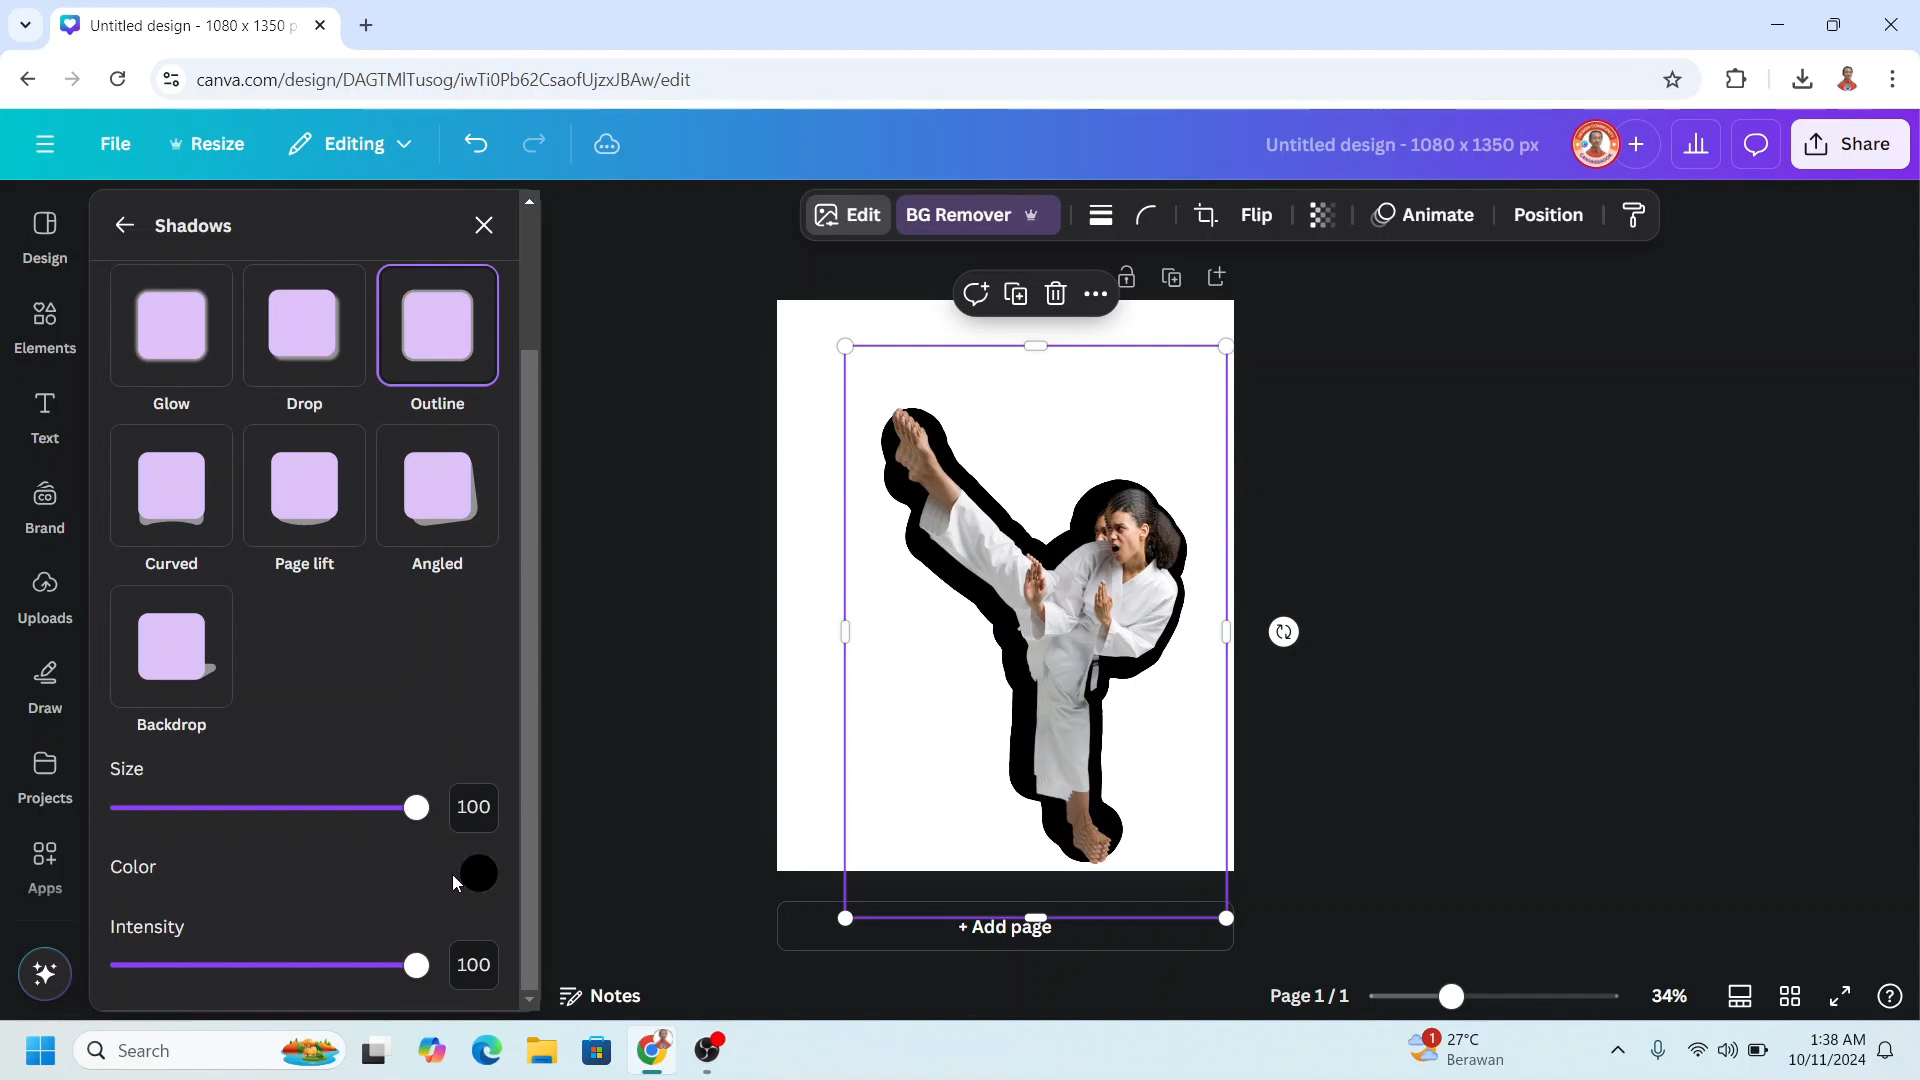 Untitled design - 1080 x 1350 p
canva.com/design/DAGTMlTusog/iwTi0Pb62CsaofUjzxJBAw/edit
File
Resize
Editing
Untitled design - 1080 x 1350 px
Share
Design
Elements
Text
Brand
Uploads
Draw
Projects
Apps
Shadows
Glow
Drop
Outline
Curved
Page lift
Angled
Backdrop
Size
100
Color
Intensity
100
Edit
BG Remover
Flip
Animate
Position
+ Add page
Notes
Page 1 / 1
34%
Search
1
27°C
Berawan
1:38 AM
10/11/2024